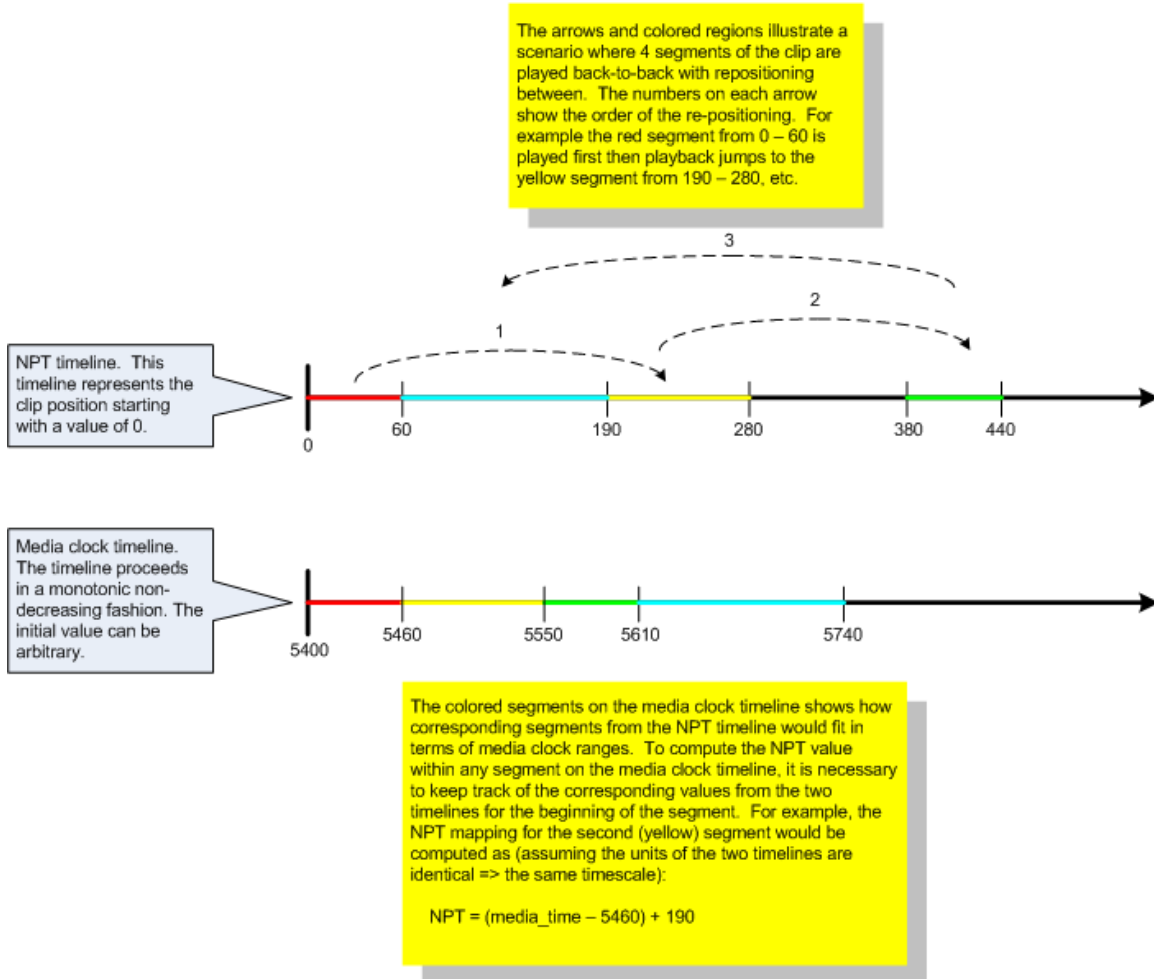 The arrows and colored regions illustrate a
scenario where 4 segments of the clip are
played back-to-back with repositioning
between.  The numbers on each arrow
show the order of the re-positioning.  For
example the red segment from 0 – 60 is
played first then playback jumps to the
yellow segment from 190 – 280, etc.
3
2
1
NPT timeline.  This
timeline represents the
clip position starting
with a value of 0.
0
60
190
280
380
440
Media clock timeline.
The timeline proceeds
in a monotonic non-
decreasing fashion. The
initial value can be
arbitrary.
5400
5460
5550
5610
5740
The colored segments on the media clock timeline shows how
corresponding segments from the NPT timeline would fit in
terms of media clock ranges.  To compute the NPT value
within any segment on the media clock timeline, it is necessary
to keep track of the corresponding values from the two
timelines for the beginning of the segment.  For example, the
NPT mapping for the second (yellow) segment would be
computed as (assuming the units of the two timelines are
identical => the same timescale):
NPT = (media_time – 5460) + 190